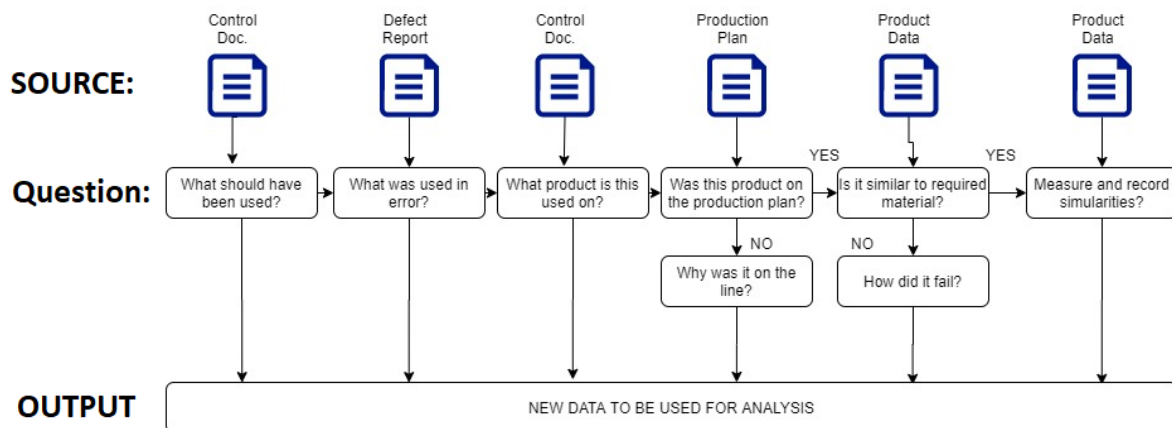 Control
Doc.
Defect
Report
Control
Doc.
Production
Plan
Product
Data
Product
Data
SOURCE:
YES
YES
Question:
What should have
been used?
What was used in
error?
What product is this
used on?
Was this product on
the production plan?
Is it similar to required
material?
Measure and record
simularities?
NO
NO
Why was it on the
line?
How did it fail?
OUTPUT
NEW DATA TO BE USED FOR ANALYSIS